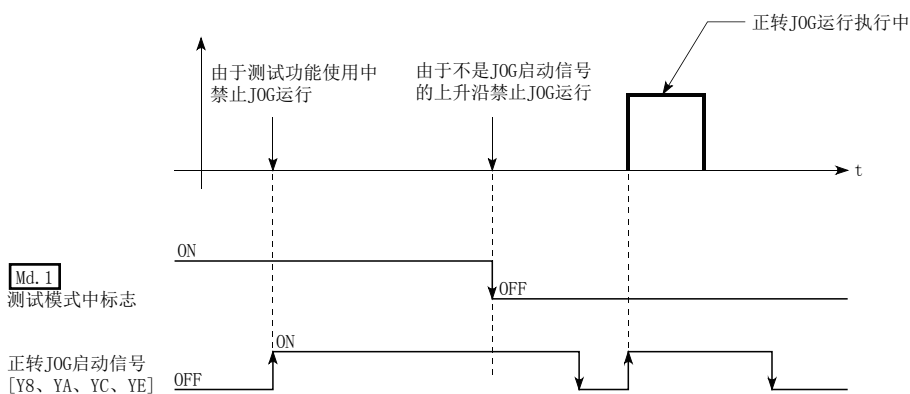 正转JOG运行执行中
由于测试功能使用中
禁止JOG运行
由于不是JOG启动信号
的上升沿禁止JOG运行
t
ON
Md.1
测试模式中标志
OFF
ON
正转JOG启动信号
[Y8、YA、YC、YE]
OFF